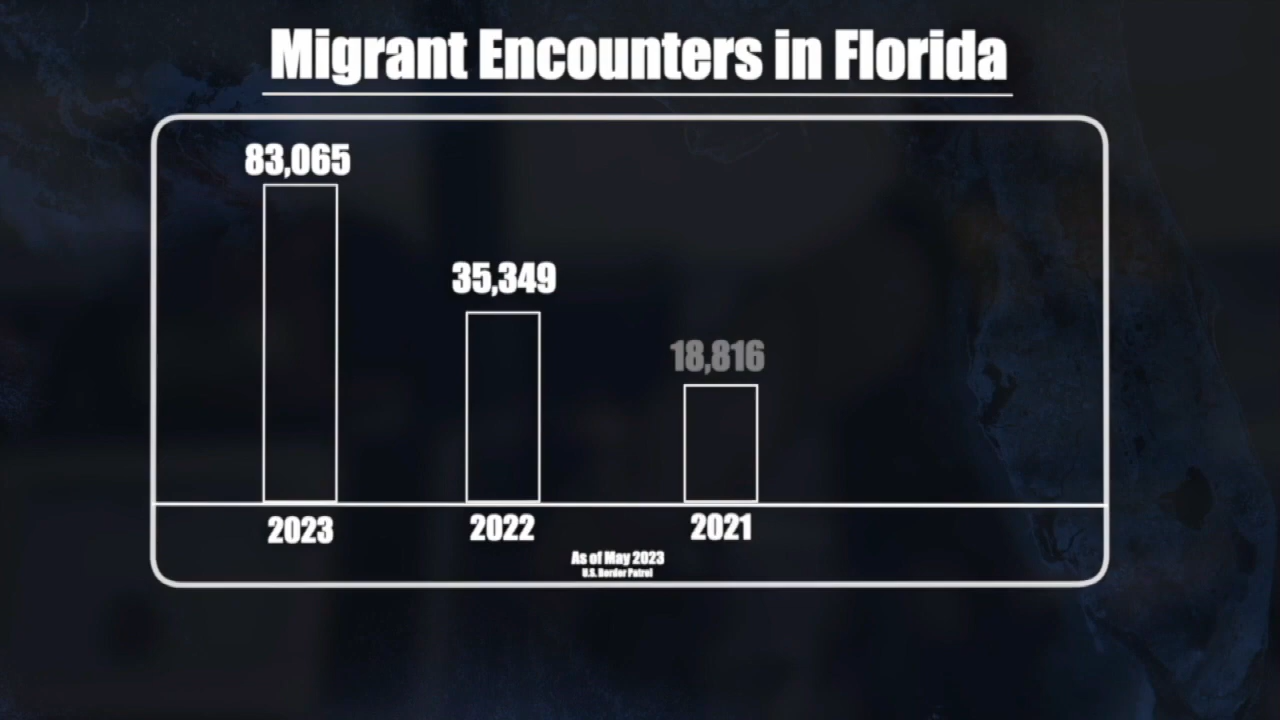 Migrant Encounters in Florida
83,065
35,349
18,816
2023
2022
2021
As of May 2023
U.S. Border Patrol